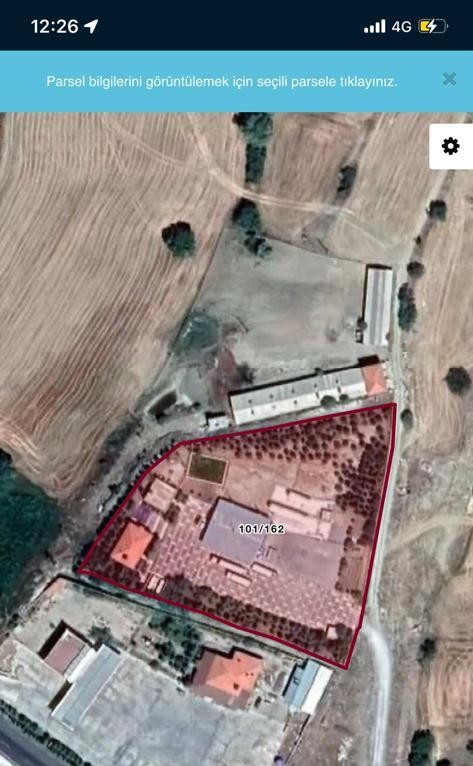 12:26
4G
Parsel bilgilerini görüntülemek için seçili parsele tıklayınız.
101/162